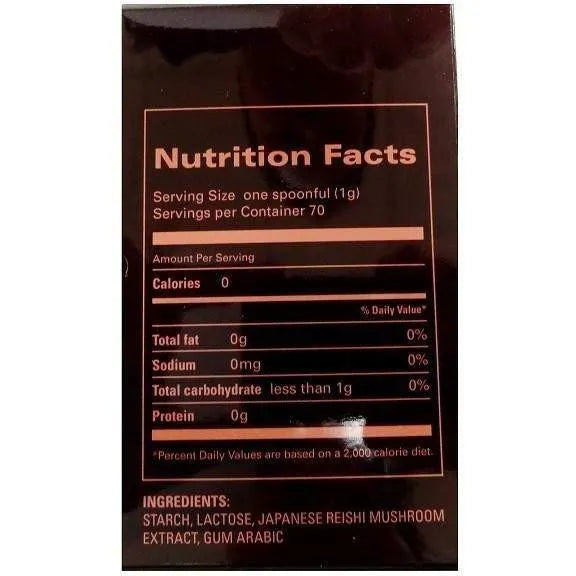 Nutrition Facts
Serving Size one spoonful (1g)
Servings per Container 70
Amount Per Serving
Calories 0
% Daily Value*
Total fat 0g 0%
Sodium 0mg 0%
Total carbohydrate less than 1g 0%
Protein 0g
*Percent Daily Values are based on a 2,000 calorie diet.
INGREDIENTS:
STARCH, LACTOSE, JAPANESE REISHI MUSHROOM
EXTRACT, GUM ARABIC